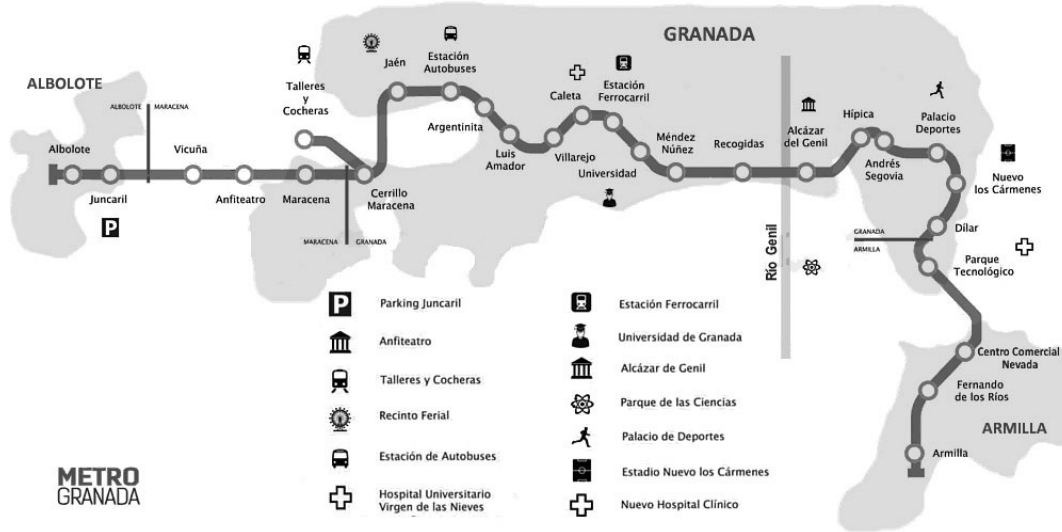 GRANADA
ALBOLOTE
Talleres
y
Cocheras
Jaén
Estación
Autobuses
Caleta
Estación
Ferrocarril
Alcázar
del Genil
Hípica
Palacio
Deportes
ALBOLOTE
MARACENA
Albolote
Vicuña
Argentinita
Luis
Amador
Villarejo
Universidad
Méndez
Núñez
Recogidas
Andrés
Segovia
Nuevo
los Cármenes
Juncaril
P
Anfiteatro
Maracena
Cerrillo
Maracena
MARACENA
GRANADA
Río Genil
GRANADA
ARMILLA
Dílar
Parque
Tecnológico
P
Parking Juncaril
Anfiteatro
Talleres y Cocheras
Recinto Ferial
Estación de Autobuses
Hospital Universitario
Virgen de las Nieves
Estación Ferrocarril
Universidad de Granada
Alcázar de Genil
Parque de las Ciencias
Palacio de Deportes
Estadio Nuevo los Cármenes
Nuevo Hospital Clínico
Centro Comercial
Nevada
Fernando
de los Ríos
ARMILLA
Armilla
METRO
GRANADA